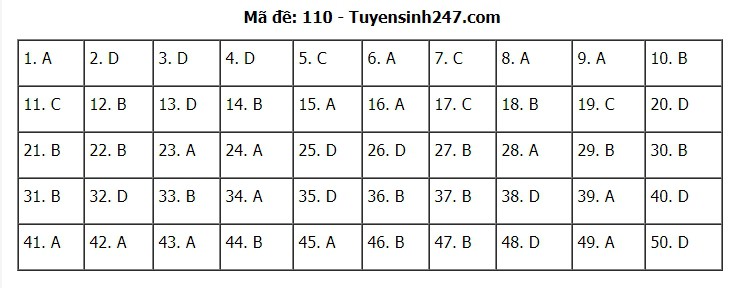 Mã đề: 110 - Tuyensinh247.com
1. A 2. D 3. D 4. D 5. C 6. A 7. C 8. A 9. A 10. B
11. C 12. B 13. D 14. B 15. A 16. A 17. C 18. B 19. C 20. D
21. B 22. B 23. A 24. A 25. D 26. D 27. B 28. A 29. B 30. B
31. B 32. D 33. B 34. A 35. D 36. B 37. B 38. D 39. A 40. D
41. A 42. A 43. A 44. B 45. A 46. B 47. B 48. D 49. A 50. D